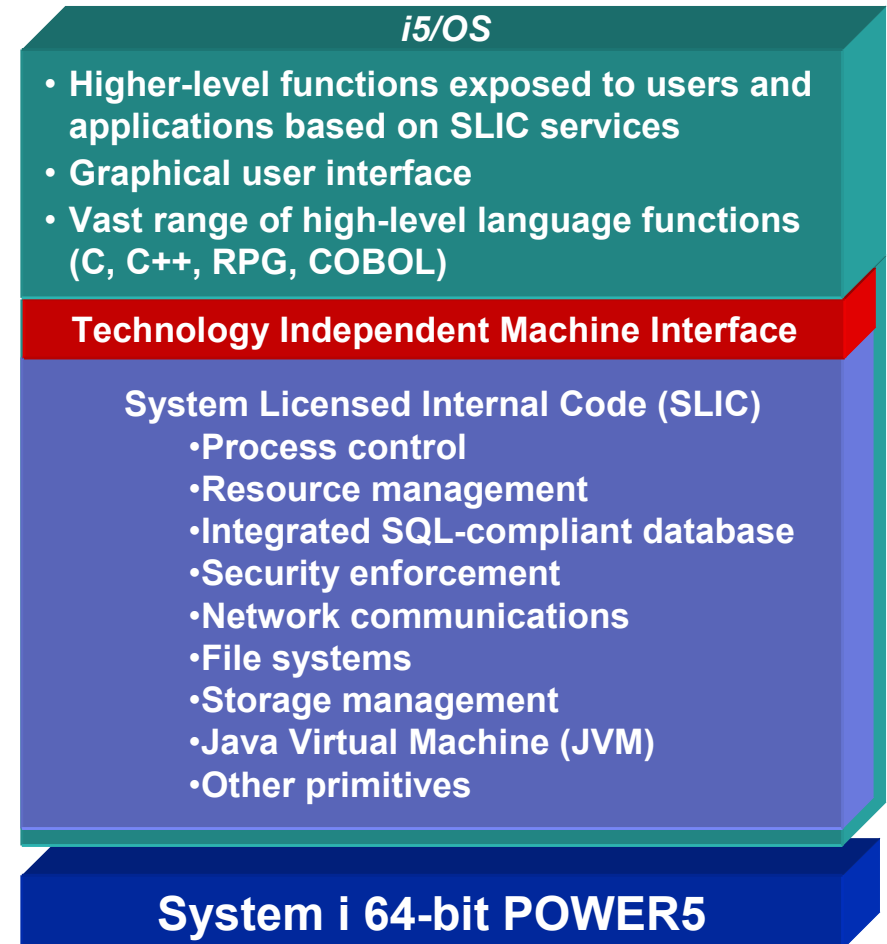 i5/OS
• Higher-level functions exposed to users and
applications based on SLIC services
• Graphical user interface
• Vast range of high-level language functions
(C, C++, RPG, COBOL)
Technology Independent Machine Interface
System Licensed Internal Code (SLIC)
•Process control
•Resource management
•Integrated SQL-compliant database
•Security enforcement
•Network communications
•File systems
•Storage management
•Java Virtual Machine (JVM)
•Other primitives
System i 64-bit POWER5